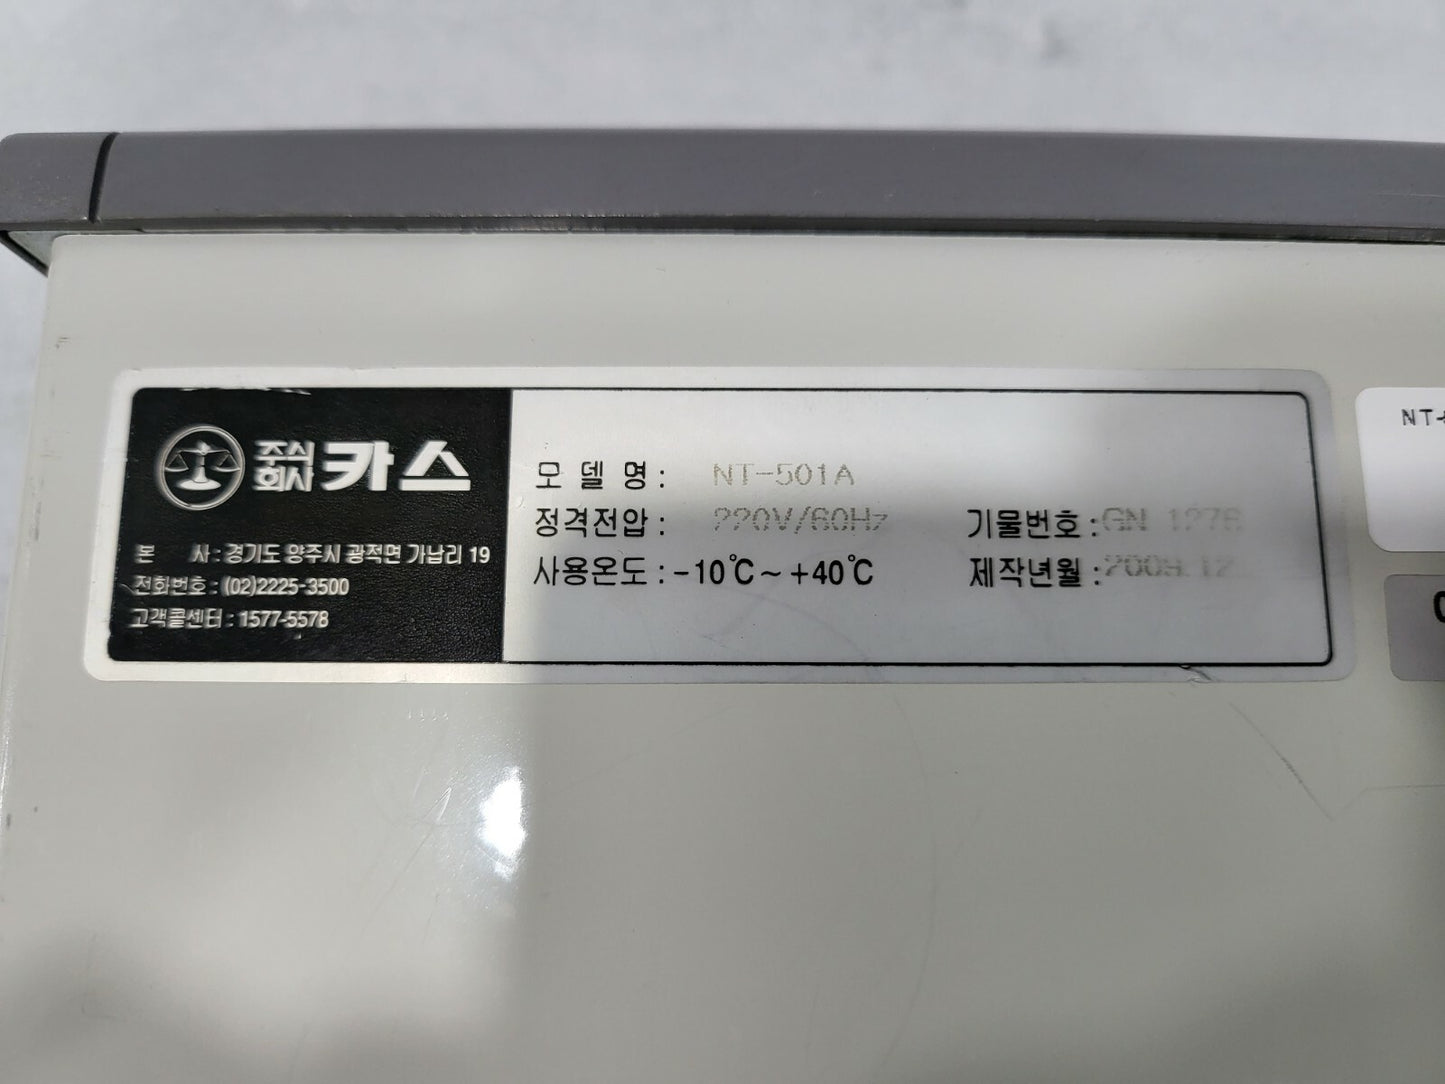 주식
회사 카스
본 사 : 경기도 양주시 광적면 가납리 19
전화번호 : (02)2225-3500
고객콜센터 : 1577-5578
모 델 명 : NT-501A
정격전압 : 220V/60Hz
사용온도 : -10℃~+40℃
기물번호 : GN 1276
제작년월 : 2009.12
NT-